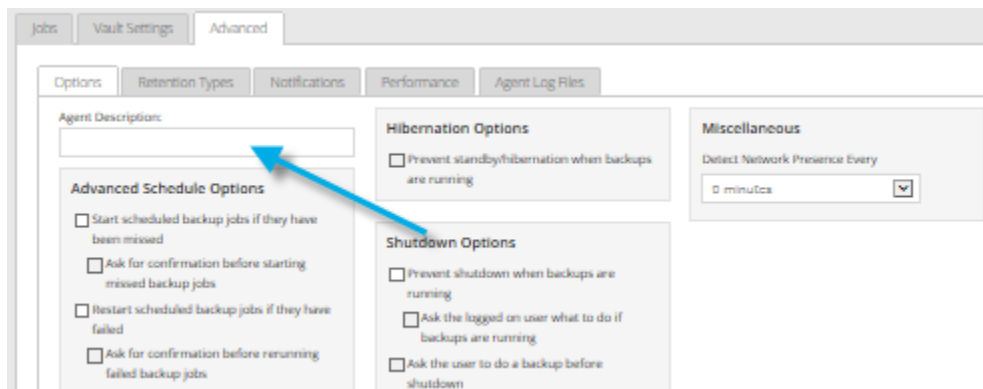 Jobs Vault Settings Advanced
Options Retention Types Notifications Performance Agent Log Files
Agent Description:
Advanced Schedule Options
Start scheduled backup jobs if they have
been missed
Ask for confirmation before starting
missed backup jobs
Restart scheduled backup jobs if they have
failed
Ask for confirmation before rerunning
failed backup jobs
Hibernation Options
Prevent standby/hibernation when backups
are running
Shutdown Options
Prevent shutdown when backups are
running
Ask the logged on user what to do if
backups are running
Ask the user to do a backup before
shutdown
Miscellaneous
Detect Network Presence Every
0 minutes